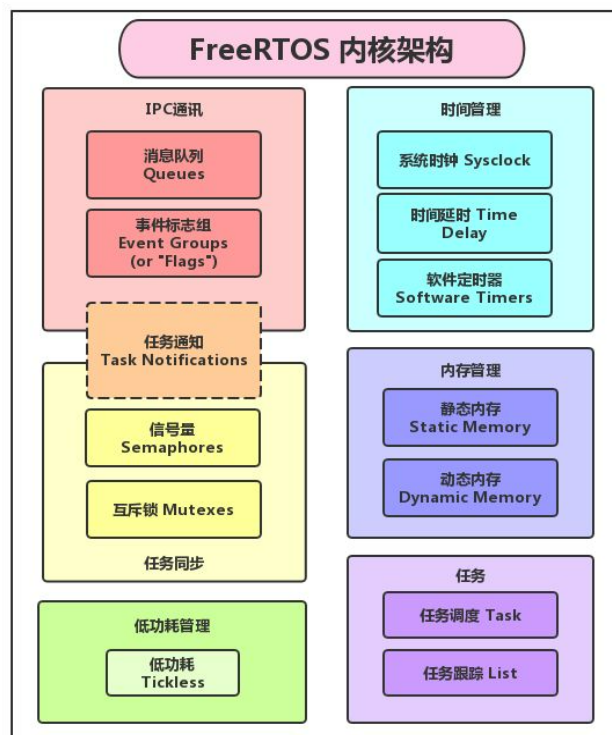 FreeRTOS 内核架构
IPC通讯
消息队列
Queues
事件标志组
Event Groups
(or "Flags")
任务通知
Task Notifications
信号量
Semaphores
互斥锁 Mutexes
任务同步
低功耗管理
低功耗
Tickless
时间管理
系统时钟 Sysclock
时间延时 Time
Delay
软件定时器
Software Timers
内存管理
静态内存
Static Memory
动态内存
Dynamic Memory
任务
任务调度 Task
任务跟踪 List